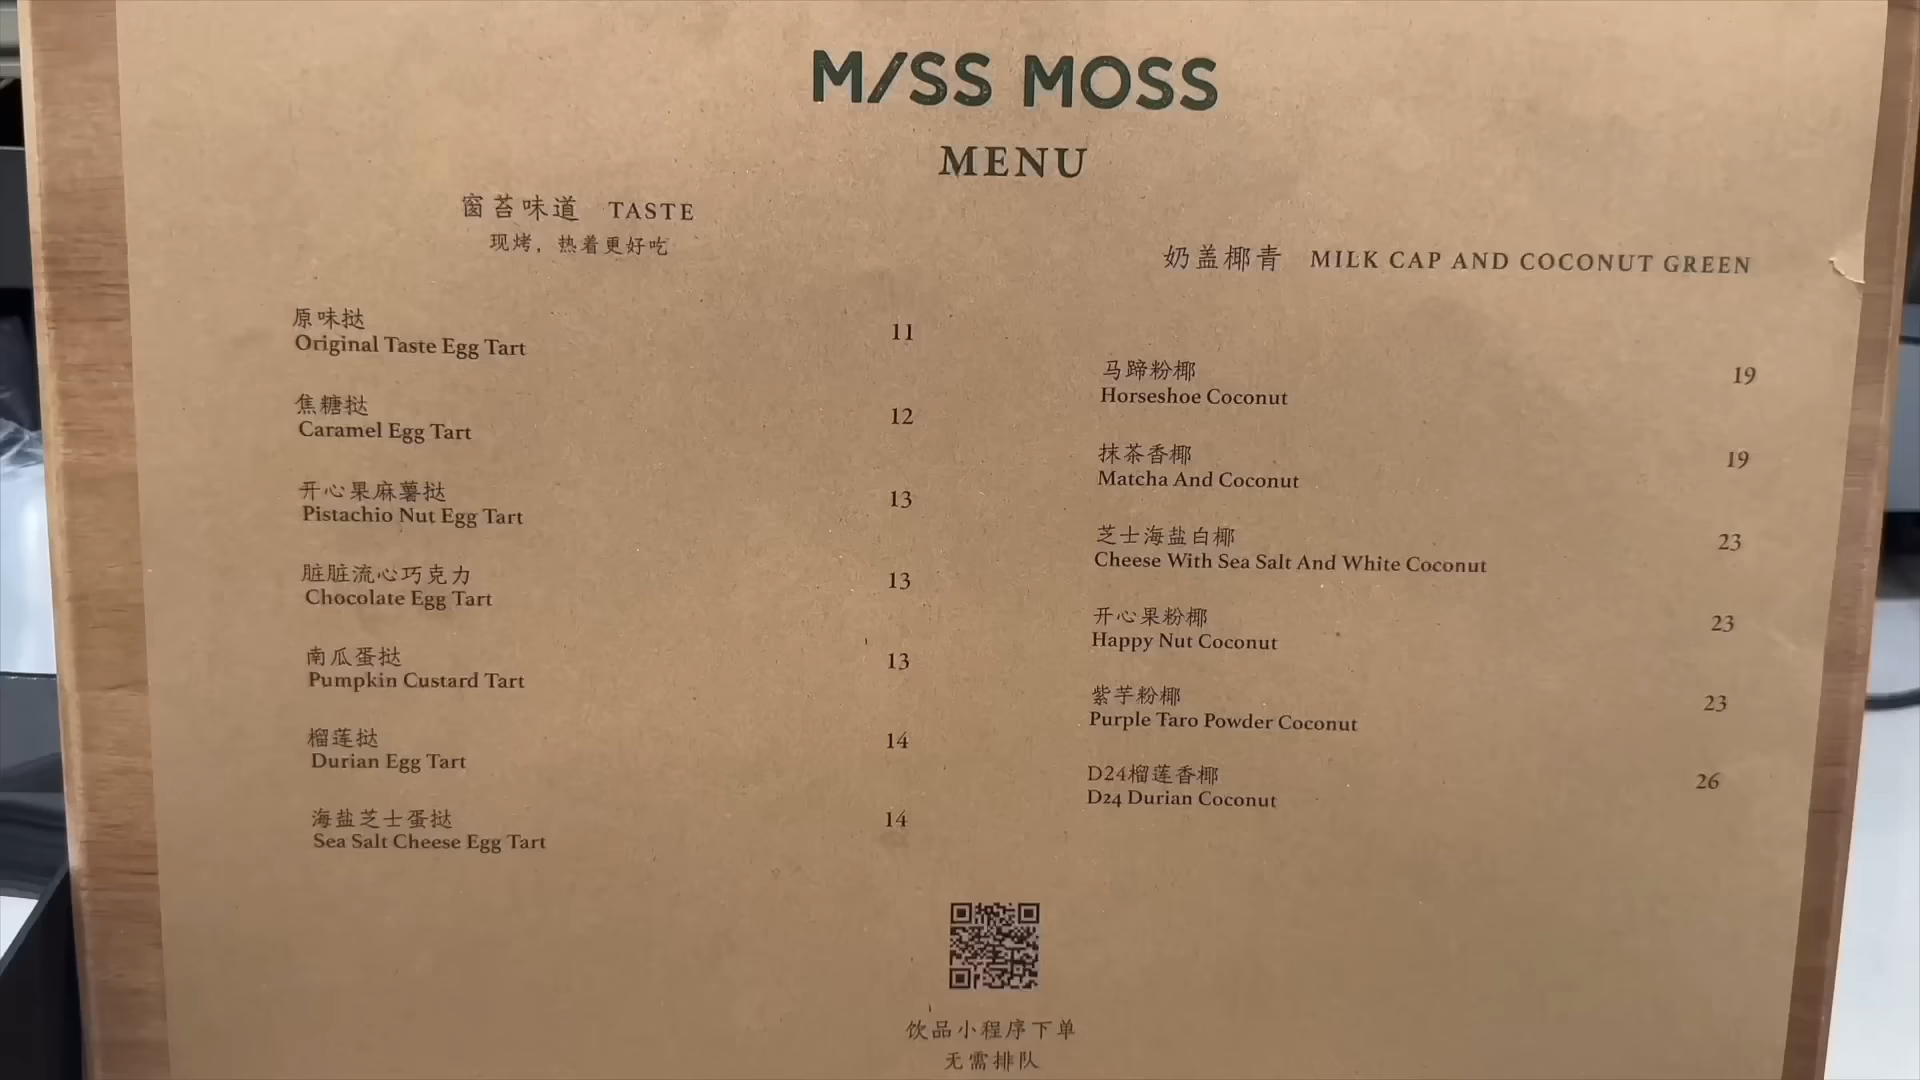 M/SS MOSS
MENU
窗苔味道 TASTE
现烤，热着更好吃
原味挞 11
Original Taste Egg Tart
焦糖挞 12
Caramel Egg Tart
开心果麻薯挞 13
Pistachio Nut Egg Tart
脏脏流心巧克力 13
Chocolate Egg Tart
南瓜蛋挞 13
Pumpkin Custard Tart
榴莲挞 14
Durian Egg Tart
海盐芝士蛋挞 14
Sea Salt Cheese Egg Tart
奶盖椰青 MILK CAP AND COCONUT GREEN
马蹄粉椰 19
Horseshoe Coconut
抹茶香椰 19
Matcha And Coconut
芝士海盐白椰 23
Cheese With Sea Salt And White Coconut
开心果粉椰 23
Happy Nut Coconut
紫芋粉椰 23
Purple Taro Powder Coconut
D24榴莲香椰 26
D24 Durian Coconut
饮品小程序下单
无需排队